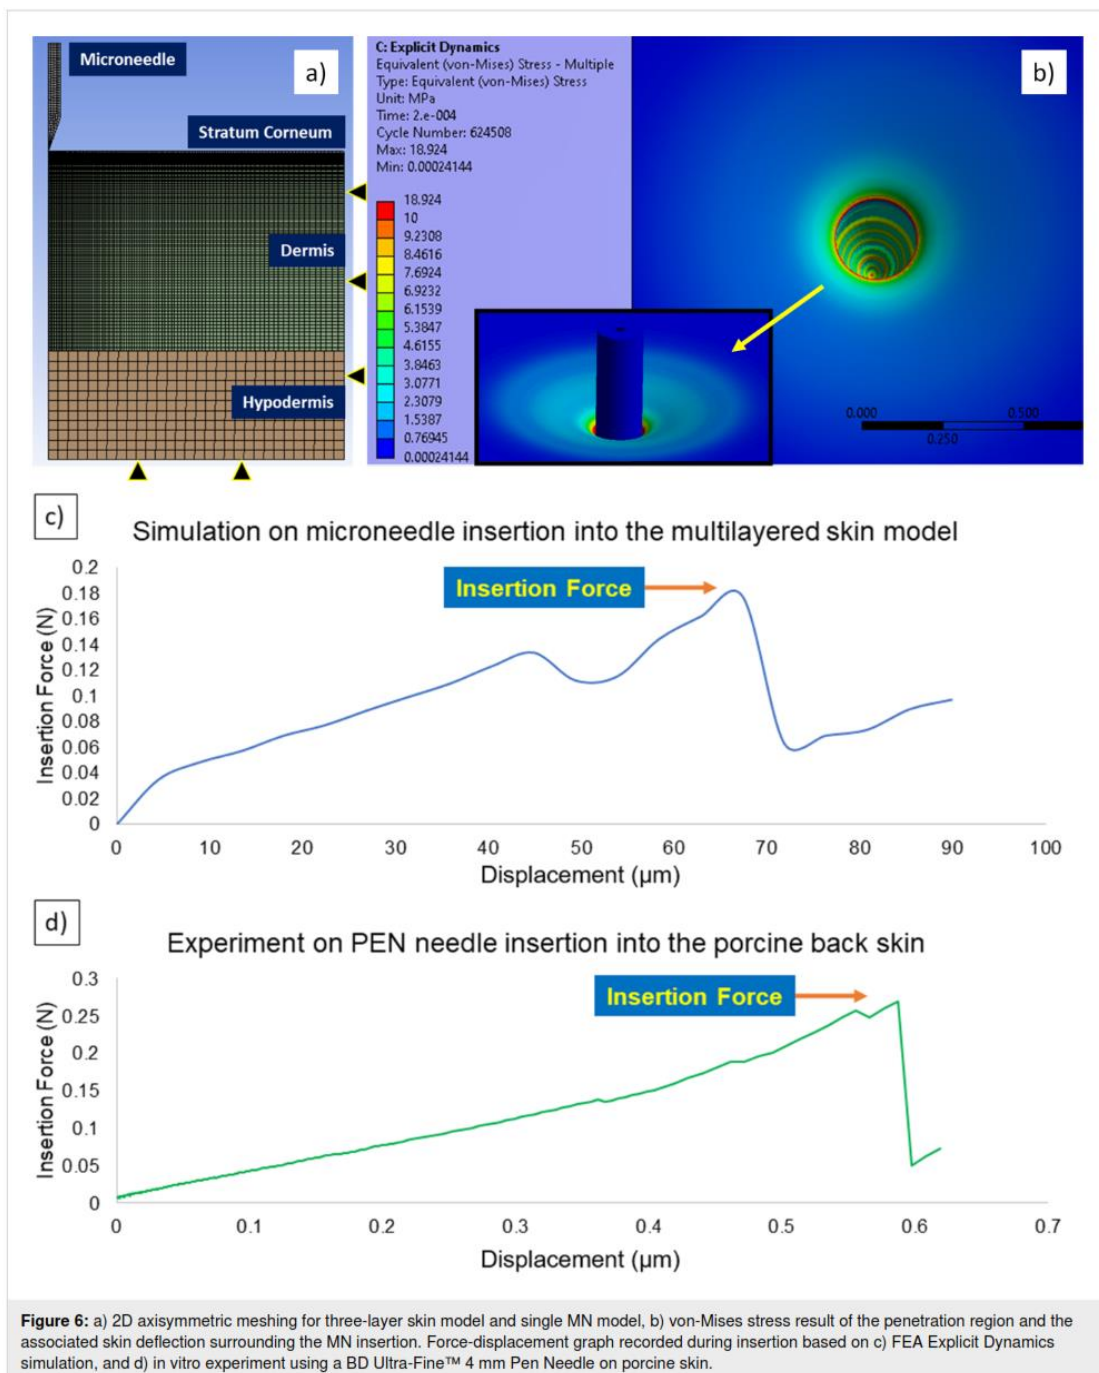 Microneedle
a)
Stratum Corneum
Dermis
Hypodermis
C: Explicit Dynamics
Equivalent (von-Mises) Stress - Multiple
Type: Equivalent (von-Mises) Stress
Unit: MPa
Time: 2.e-004
Cycle Number: 624508
Max: 18.924
Min: 0.00024144
b)
18.924
10
9.2308
8.4616
7.6924
6.9232
6.1539
5.3847
4.6155
3.8463
3.0771
2.3079
1.5387
0.76945
0.00024144
0.000
0.500
0.250
c)
Simulation on microneedle insertion into the multilayered skin model
Insertion Force
Insertion Force (N)
0.2
0.18
0.16
0.14
0.12
0.1
0.08
0.06
0.04
0.02
0
0 10 20 30 40 50 60 70 80 90 100
Displacement (µm)
d)
Experiment on PEN needle insertion into the porcine back skin
Insertion Force
Insertion Force (N)
0.3
0.25
0.2
0.15
0.1
0.05
0
0 0.1 0.2 0.3 0.4 0.5 0.6 0.7
Displacement (µm)
Figure 6: a) 2D axisymmetric meshing for three-layer skin model and single MN model, b) von-Mises stress result of the penetration region and the
associated skin deflection surrounding the MN insertion. Force-displacement graph recorded during insertion based on c) FEA Explicit Dynamics
simulation, and d) in vitro experiment using a BD Ultra-Fine™ 4 mm Pen Needle on porcine skin.